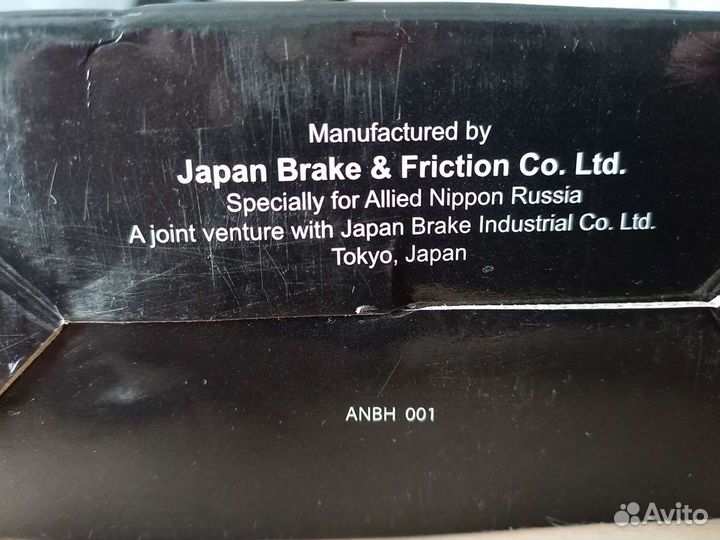 Manufactured by
Japan Brake & Friction Co. Ltd.
Specially for Allied Nippon Russia
A joint venture with Japan Brake Industrial Co. Ltd.
Tokyo, Japan
ANBH 001
Avito